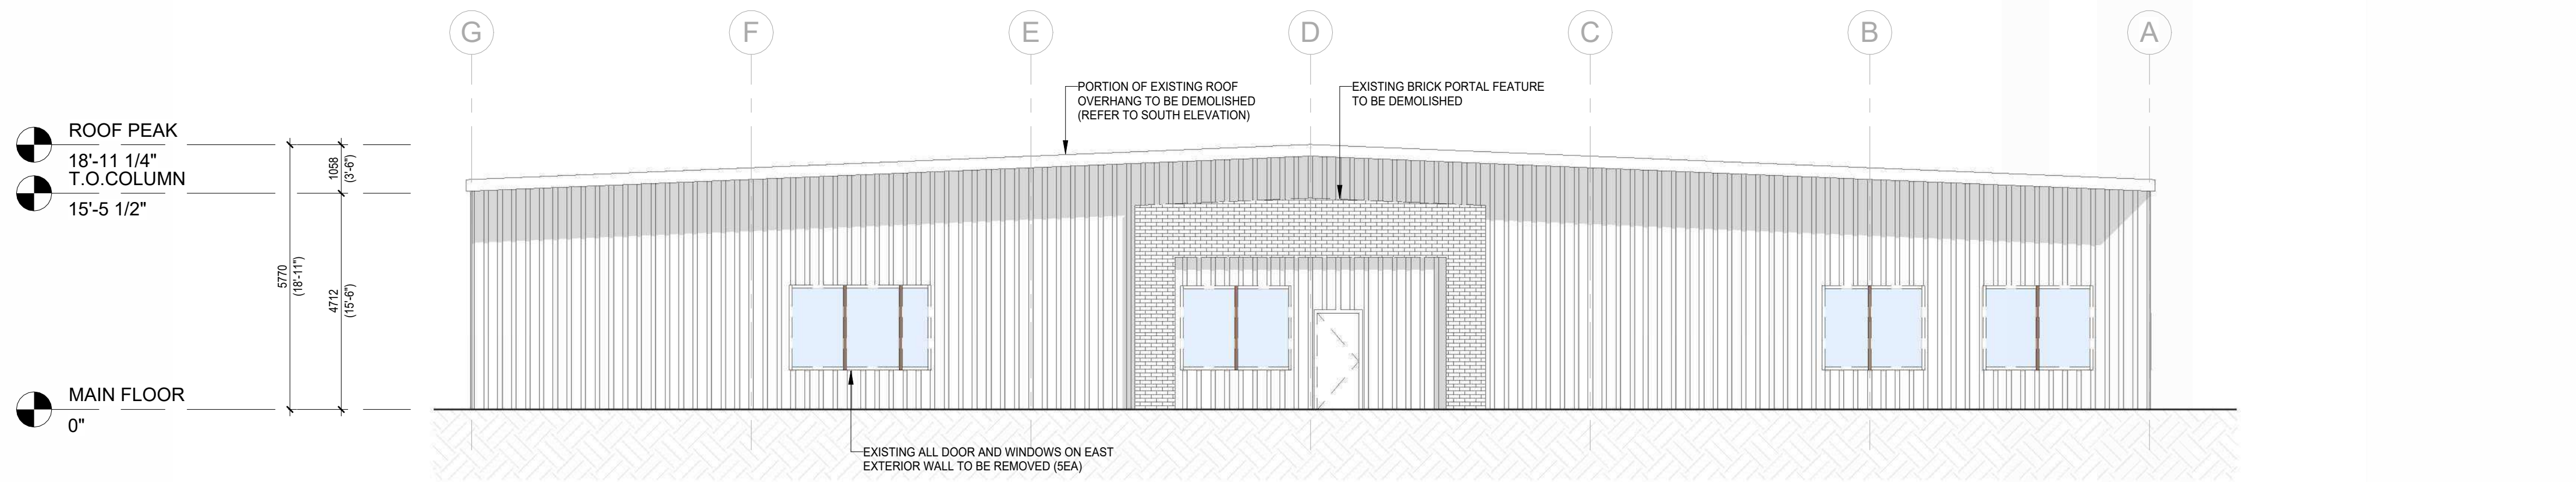 G
F
E
D
C
B
A
PORTION OF EXISTING ROOF
OVERHANG TO BE DEMOLISHED
(REFER TO SOUTH ELEVATION)
EXISTING BRICK PORTAL FEATURE
TO BE DEMOLISHED
ROOF PEAK
18'-11 1/4"
T.O.COLUMN
15'-5 1/2"
1058
(3'-6")
5770
(18'-11")
4712
(15'-6")
MAIN FLOOR
0"
EXISTING ALL DOOR AND WINDOWS ON EAST
EXTERIOR WALL TO BE REMOVED (5EA)